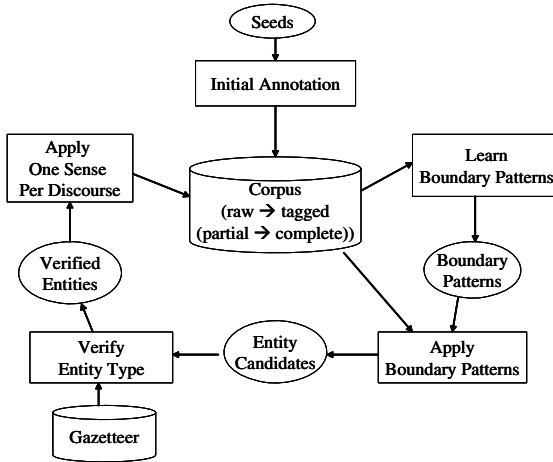 Seeds
Initial Annotation
Apply
One Sense
Per Discourse
Corpus
(raw → tagged
(partial → complete))
Learn
Boundary Patterns
Verified
Entities
Boundary
Patterns
Verify
Entity Type
Entity
Candidates
Apply
Boundary Patterns
Gazetteer